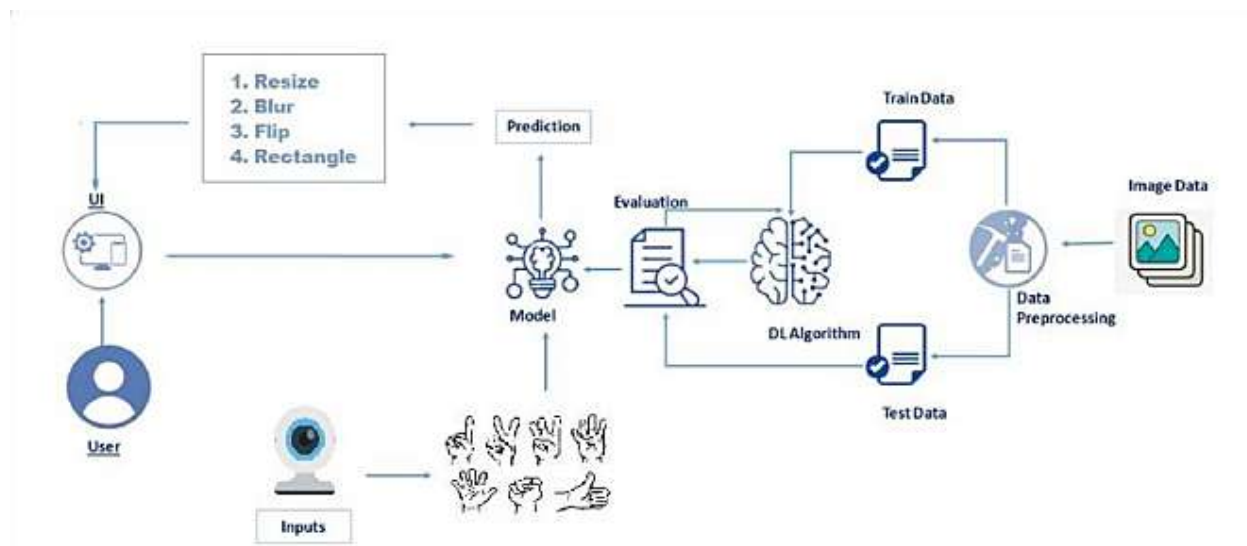 1. Resize
2. Blur
3. Flip
4. Rectangle
Prediction
Train Data
Image Data
UI
Evaluation
Model
DL Algorithm
Data
Preprocessing
Test Data
User
Inputs